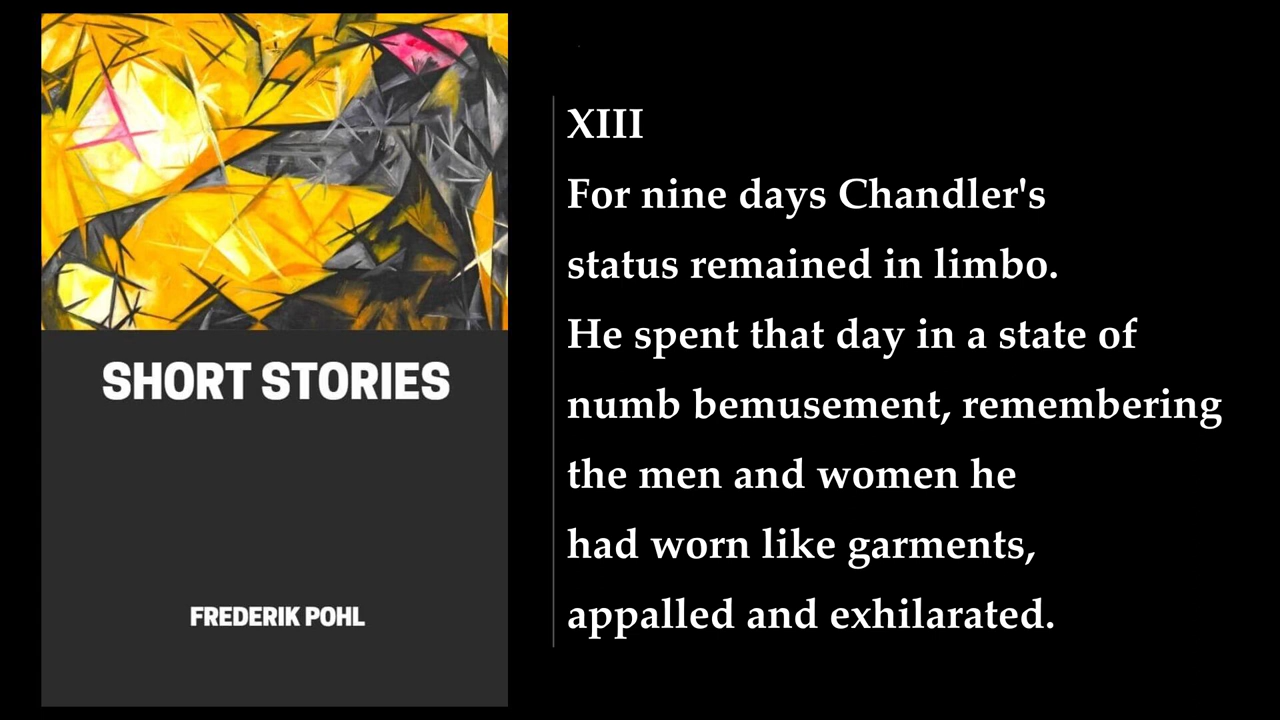 SHORT STORIES
FREDERIK POHL
XIII
For nine days Chandler's
status remained in limbo.
He spent that day in a state of
numb bemusement, remembering
the men and women he
had worn like garments,
appalled and exhilarated.